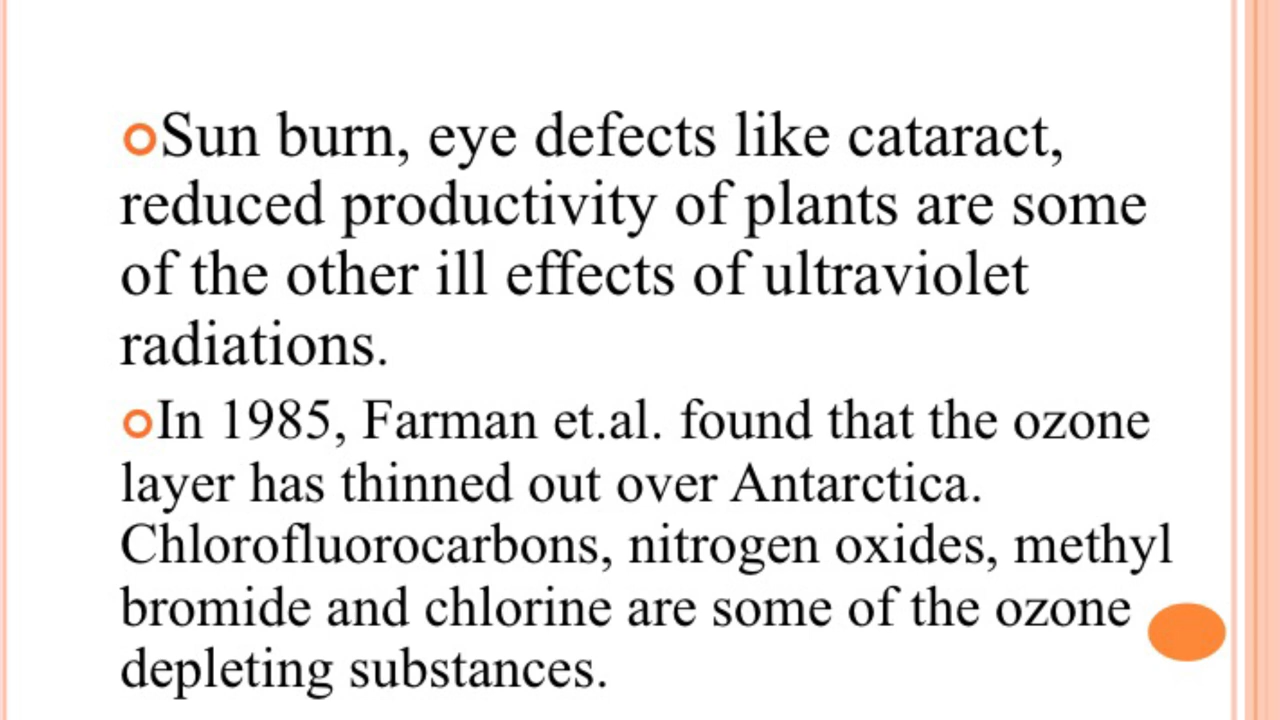 Sun burn, eye defects like cataract,
reduced productivity of plants are some
of the other ill effects of ultraviolet
radiations.
In 1985, Farman et.al. found that the ozone
layer has thinned out over Antarctica.
Chlorofluorocarbons, nitrogen oxides, methyl
bromide and chlorine are some of the ozone
depleting substances.